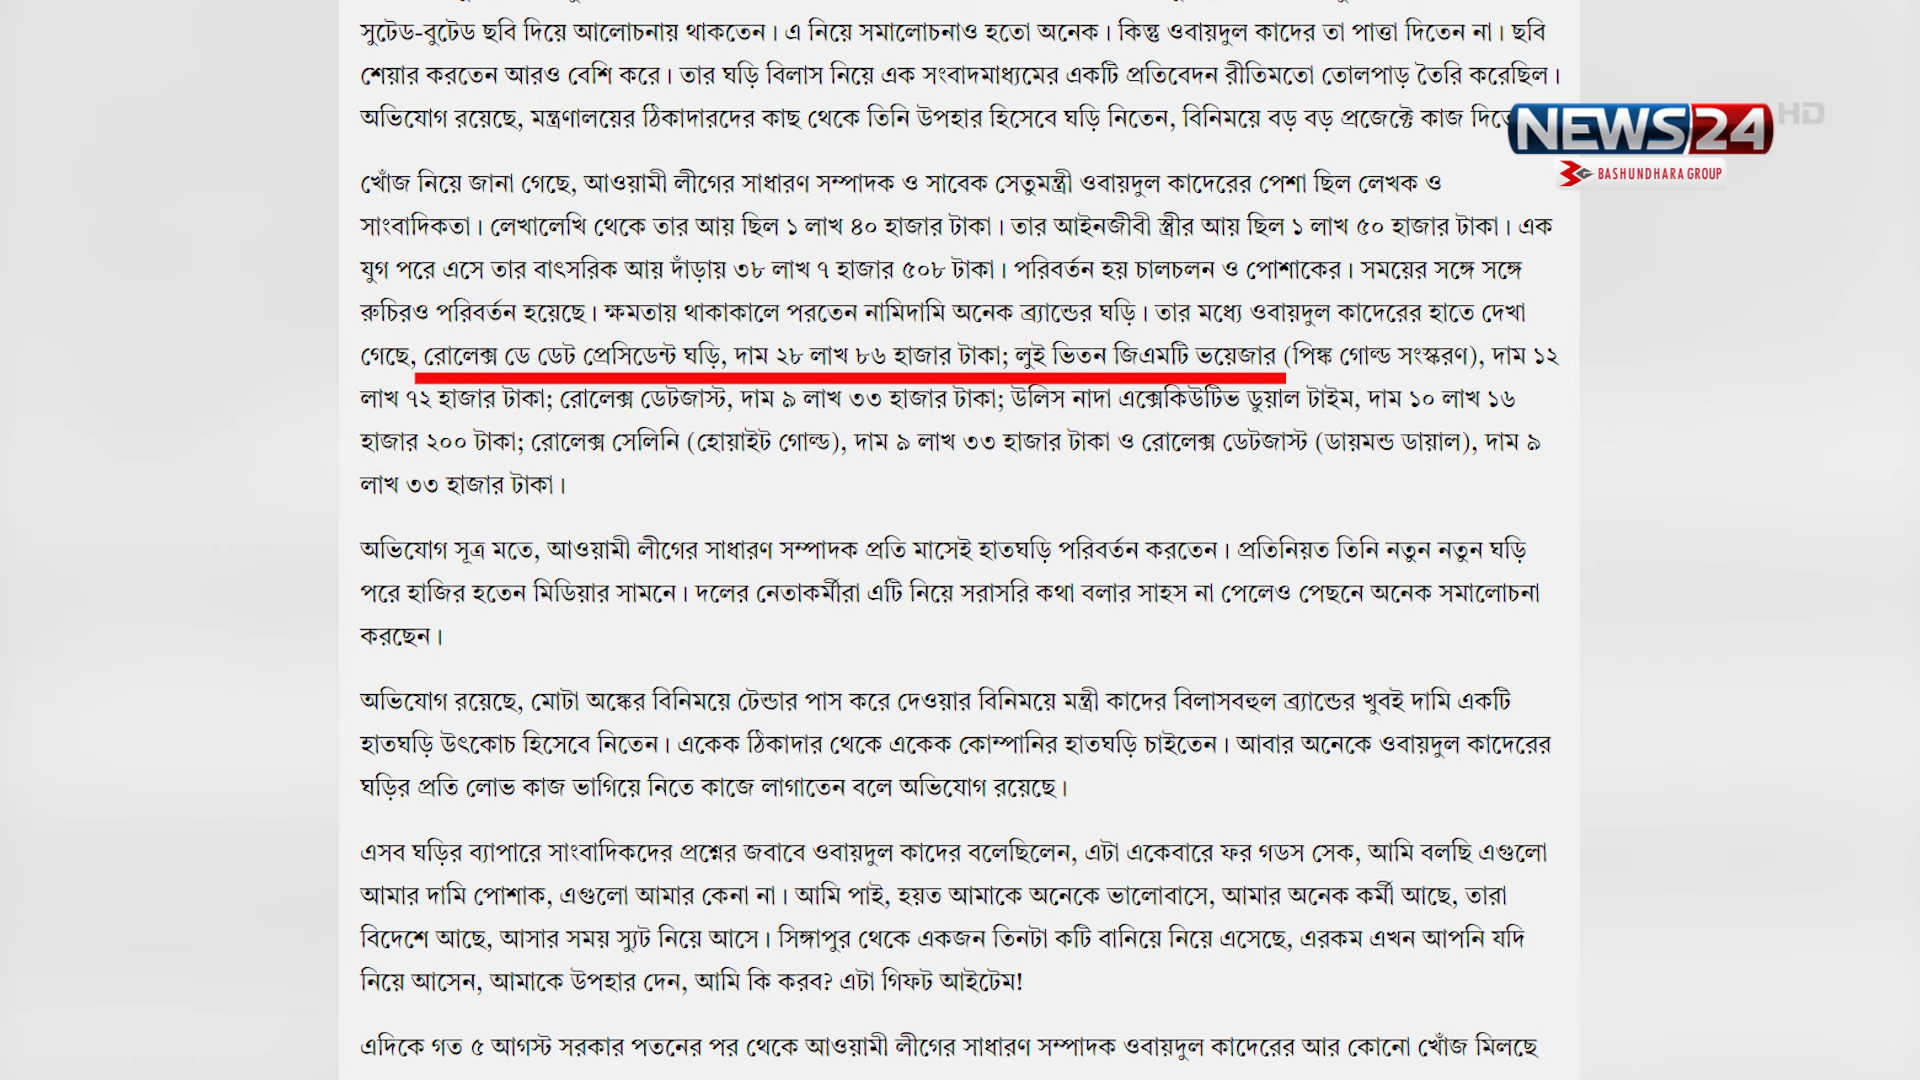 সুটেড-বুটেড ছবি দিয়ে আলোচনায় থাকতেন। এ নিয়ে সমালোচনাও হতো অনেক। কিন্তু ওবায়দুল কাদের তা পাত্তা দিতেন না। ছবি
শেয়ার করতেন আরও বেশি করে। তার ঘড়ি বিলাস নিয়ে এক সংবাদমাধ্যমের একটি প্রতিবেদন রীতিমতো তোলপাড় তৈরি করেছিল।
অভিযোগ রয়েছে, মন্ত্রণালয়ের ঠিকাদারদের কাছ থেকে তিনি উপহার হিসেবে ঘড়ি নিতেন, বিনিময়ে বড় বড় প্রজেক্টে কাজ
NEWS24 HD
BASHUNDHARA GROUP
খোঁজ নিয়ে জানা গেছে, আওয়ামী লীগের সাধারণ সম্পাদক ও সাবেক সেতুমন্ত্রী ওবায়দুল কাদেরের পেশা ছিল লেখক ও
সাংবাদিকতা। লেখালেখি থেকে তার আয় ছিল ১ লাখ ৪০ হাজার টাকা। তার আইনজীবী স্ত্রীর আয় ছিল ১ লাখ ৫০ হাজার টাকা। এক
যুগ পরে এসে তার বাৎসরিক আয় দাঁড়ায় ৩৮ লাখ ৭ হাজার ৫০৮ টাকা। পরিবর্তন হয় চালচলন ও পোশাকের। সময়ের সঙ্গে সঙ্গে
রুচিরও পরিবর্তন হয়েছে। ক্ষমতায় থাকাকালে পরতেন নামিদামি অনেক ব্র্যান্ডের ঘড়ি। তার মধ্যে ওবায়দুল কাদেরের হাতে দেখা
গেছে, রোলেক্স ডে ডেট প্রেসিডেন্ট ঘড়ি, দাম ২৮ লাখ ৮৬ হাজার টাকা; লুই ভিতন জিএমটি ভয়েজার (পিঙ্ক গোল্ড সংস্করণ), দাম ১২
লাখ ৭২ হাজার টাকা; রোলেক্স ডেটজাস্ট, দাম ৯ লাখ ৩৩ হাজার টাকা; উলিস নাদা এক্সেকিউটিভ ডুয়াল টাইম, দাম ১০ লাখ ১৬
হাজার ২০০ টাকা; রোলেক্স সেলিনি (হোয়াইট গোল্ড), দাম ৯ লাখ ৩৩ হাজার টাকা ও রোলেক্স ডেটজাস্ট (ডায়মন্ড ডায়াল), দাম ৯
লাখ ৩৩ হাজার টাকা।
অভিযোগ সূত্র মতে, আওয়ামী লীগের সাধারণ সম্পাদক প্রতি মাসেই হাতঘড়ি পরিবর্তন করতেন। প্রতিনিয়ত তিনি নতুন নতুন ঘড়ি
পরে হাজির হতেন মিডিয়ার সামনে। দলের নেতাকর্মীরা এটি নিয়ে সরাসরি কথা বলার সাহস না পেলেও পেছনে অনেক সমালোচনা
করছেন।
অভিযোগ রয়েছে, মোটা অঙ্কের বিনিময়ে টেন্ডার পাস করে দেওয়ার বিনিময়ে মন্ত্রী কাদের বিলাসবহুল ব্র্যান্ডের খুবই দামি একটি
হাতঘড়ি উৎকোচ হিসেবে নিতেন। একেক ঠিকাদার থেকে একেক কোম্পানির হাতঘড়ি চাইতেন। আবার অনেকে ওবায়দুল কাদেরের
ঘড়ির প্রতি লোভ কাজ ভাগিয়ে নিতে কাজে লাগাতেন বলে অভিযোগ রয়েছে।
এসব ঘড়ির ব্যাপারে সাংবাদিকদের প্রশ্নের জবাবে ওবায়দুল কাদের বলেছিলেন, এটা একেবারে ফর গডস সেক, আমি বলছি এগুলো
আমার দামি পোশাক, এগুলো আমার কেনা না। আমি পাই, হয়ত আমাকে অনেকে ভালোবাসে, আমার অনেক কর্মী আছে, তারা
বিদেশে আছে, আসার সময় স্যুট নিয়ে আসে। সিঙ্গাপুর থেকে একজন তিনটা কটি বানিয়ে নিয়ে এসেছে, এরকম এখন আপনি যদি
নিয়ে আসেন, আমাকে উপহার দেন, আমি কি করব? এটা গিফট আইটেম!
এদিকে গত ৫ আগস্ট সরকার পতনের পর থেকে আওয়ামী লীগের সাধারণ সম্পাদক ওবায়দুল কাদেরের আর কোনো খোঁজ মিলছে